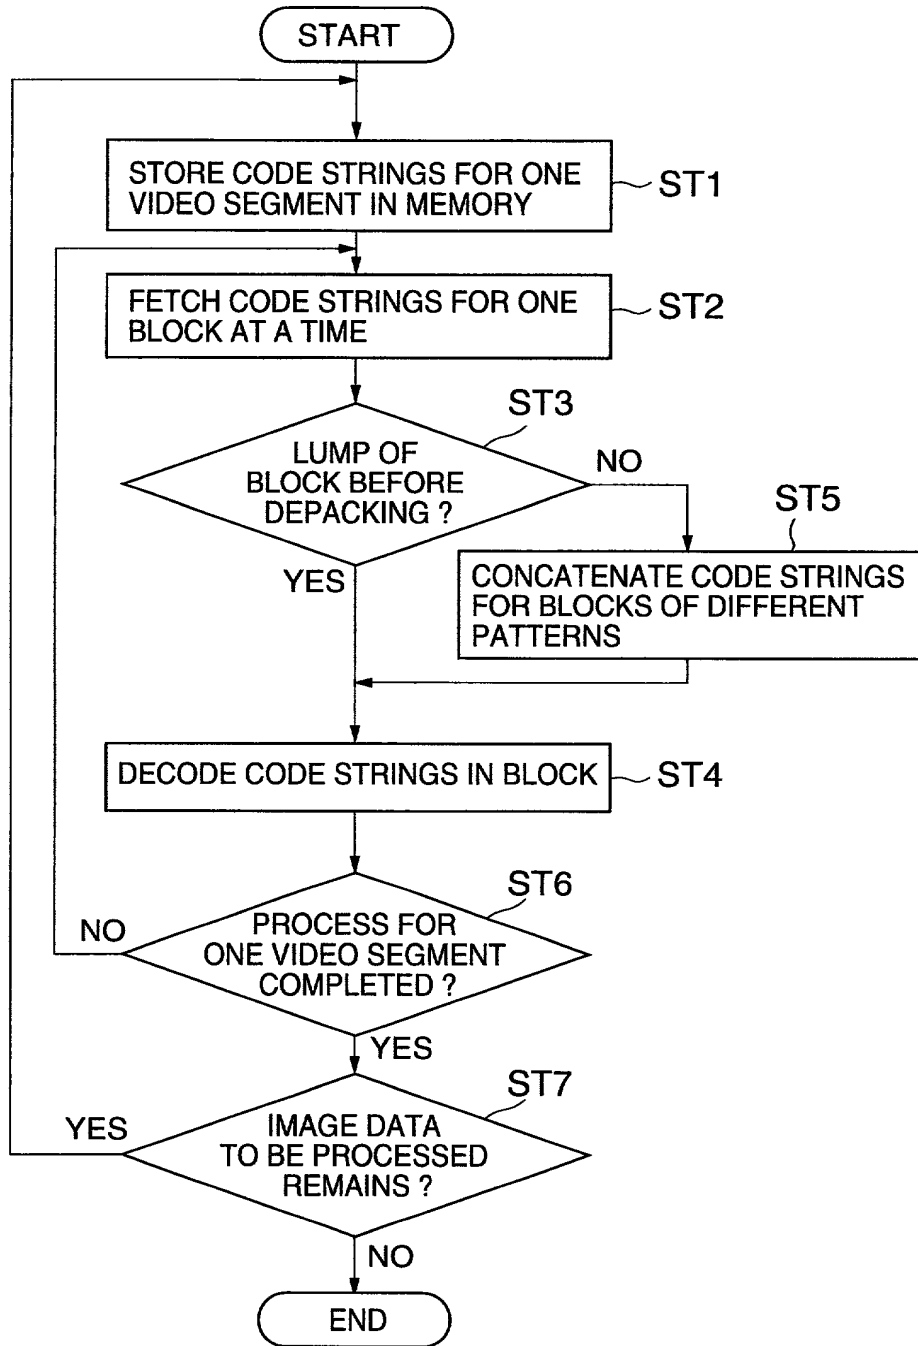 START
STORE CODE STRINGS FOR ONE
VIDEO SEGMENT IN MEMORY
ST1
FETCH CODE STRINGS FOR ONE
BLOCK AT A TIME
ST2
ST3
LUMP OF
BLOCK BEFORE
DEPACKING ?
NO
YES
ST5
CONCATENATE CODE STRINGS
FOR BLOCKS OF DIFFERENT
PATTERNS
DECODE CODE STRINGS IN BLOCK
ST4
ST6
PROCESS FOR
ONE VIDEO SEGMENT
COMPLETED ?
NO
YES
ST7
IMAGE DATA
TO BE PROCESSED
REMAINS ?
YES
NO
END